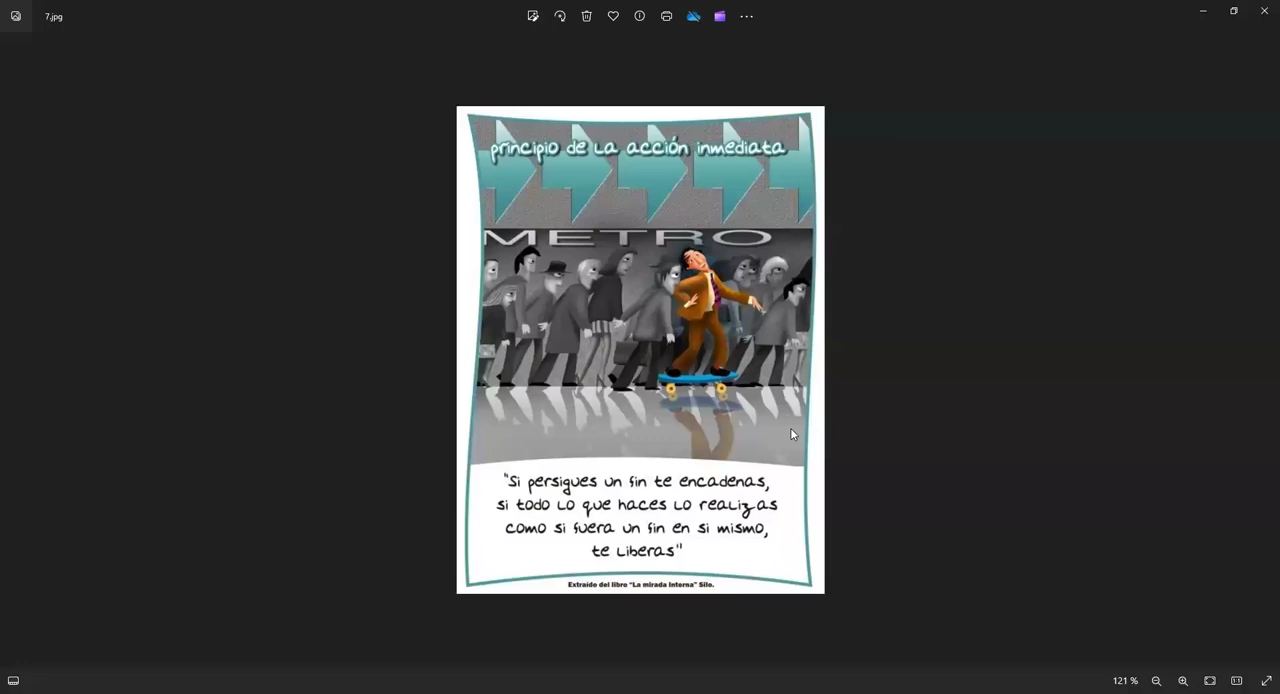 7.jpg
principio de la acción inmediata
METRO
"Si persigues un fin te encadenas,
si todo lo que haces lo realizas
como si fuera un fin en si mismo,
te liberas"
Extraído del libro "La mirada Interna" Silo.
121 %